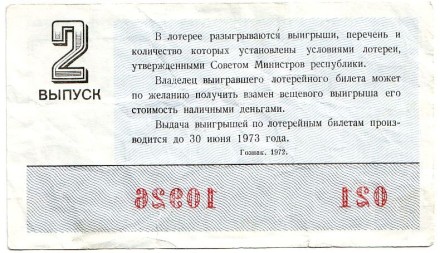 2
ВЫПУСК
В лотерее разыгрываются выигрыши, перечень и
количество которых установлены условиями лотереи,
утвержденными Советом Министров республики.
Владелец выигравшего лотерейного билета может
по желанию получить взамен вещевого выигрыша его
стоимость наличными деньгами.
Выдача выигрышей по лотерейным билетам произ-
водится до 30 июня 1973 года.
Гознак. 1972.
10926 021